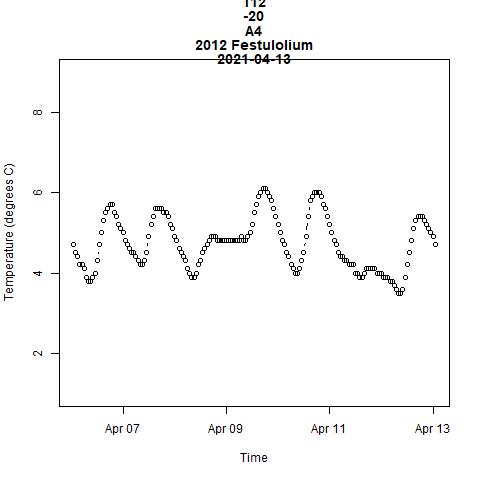 T12
-20
A4
2012 Festulolium
2021-04-13
Temperature (degrees C)
8
6
4
2
Apr 07
Apr 09
Apr 11
Apr 13
Time